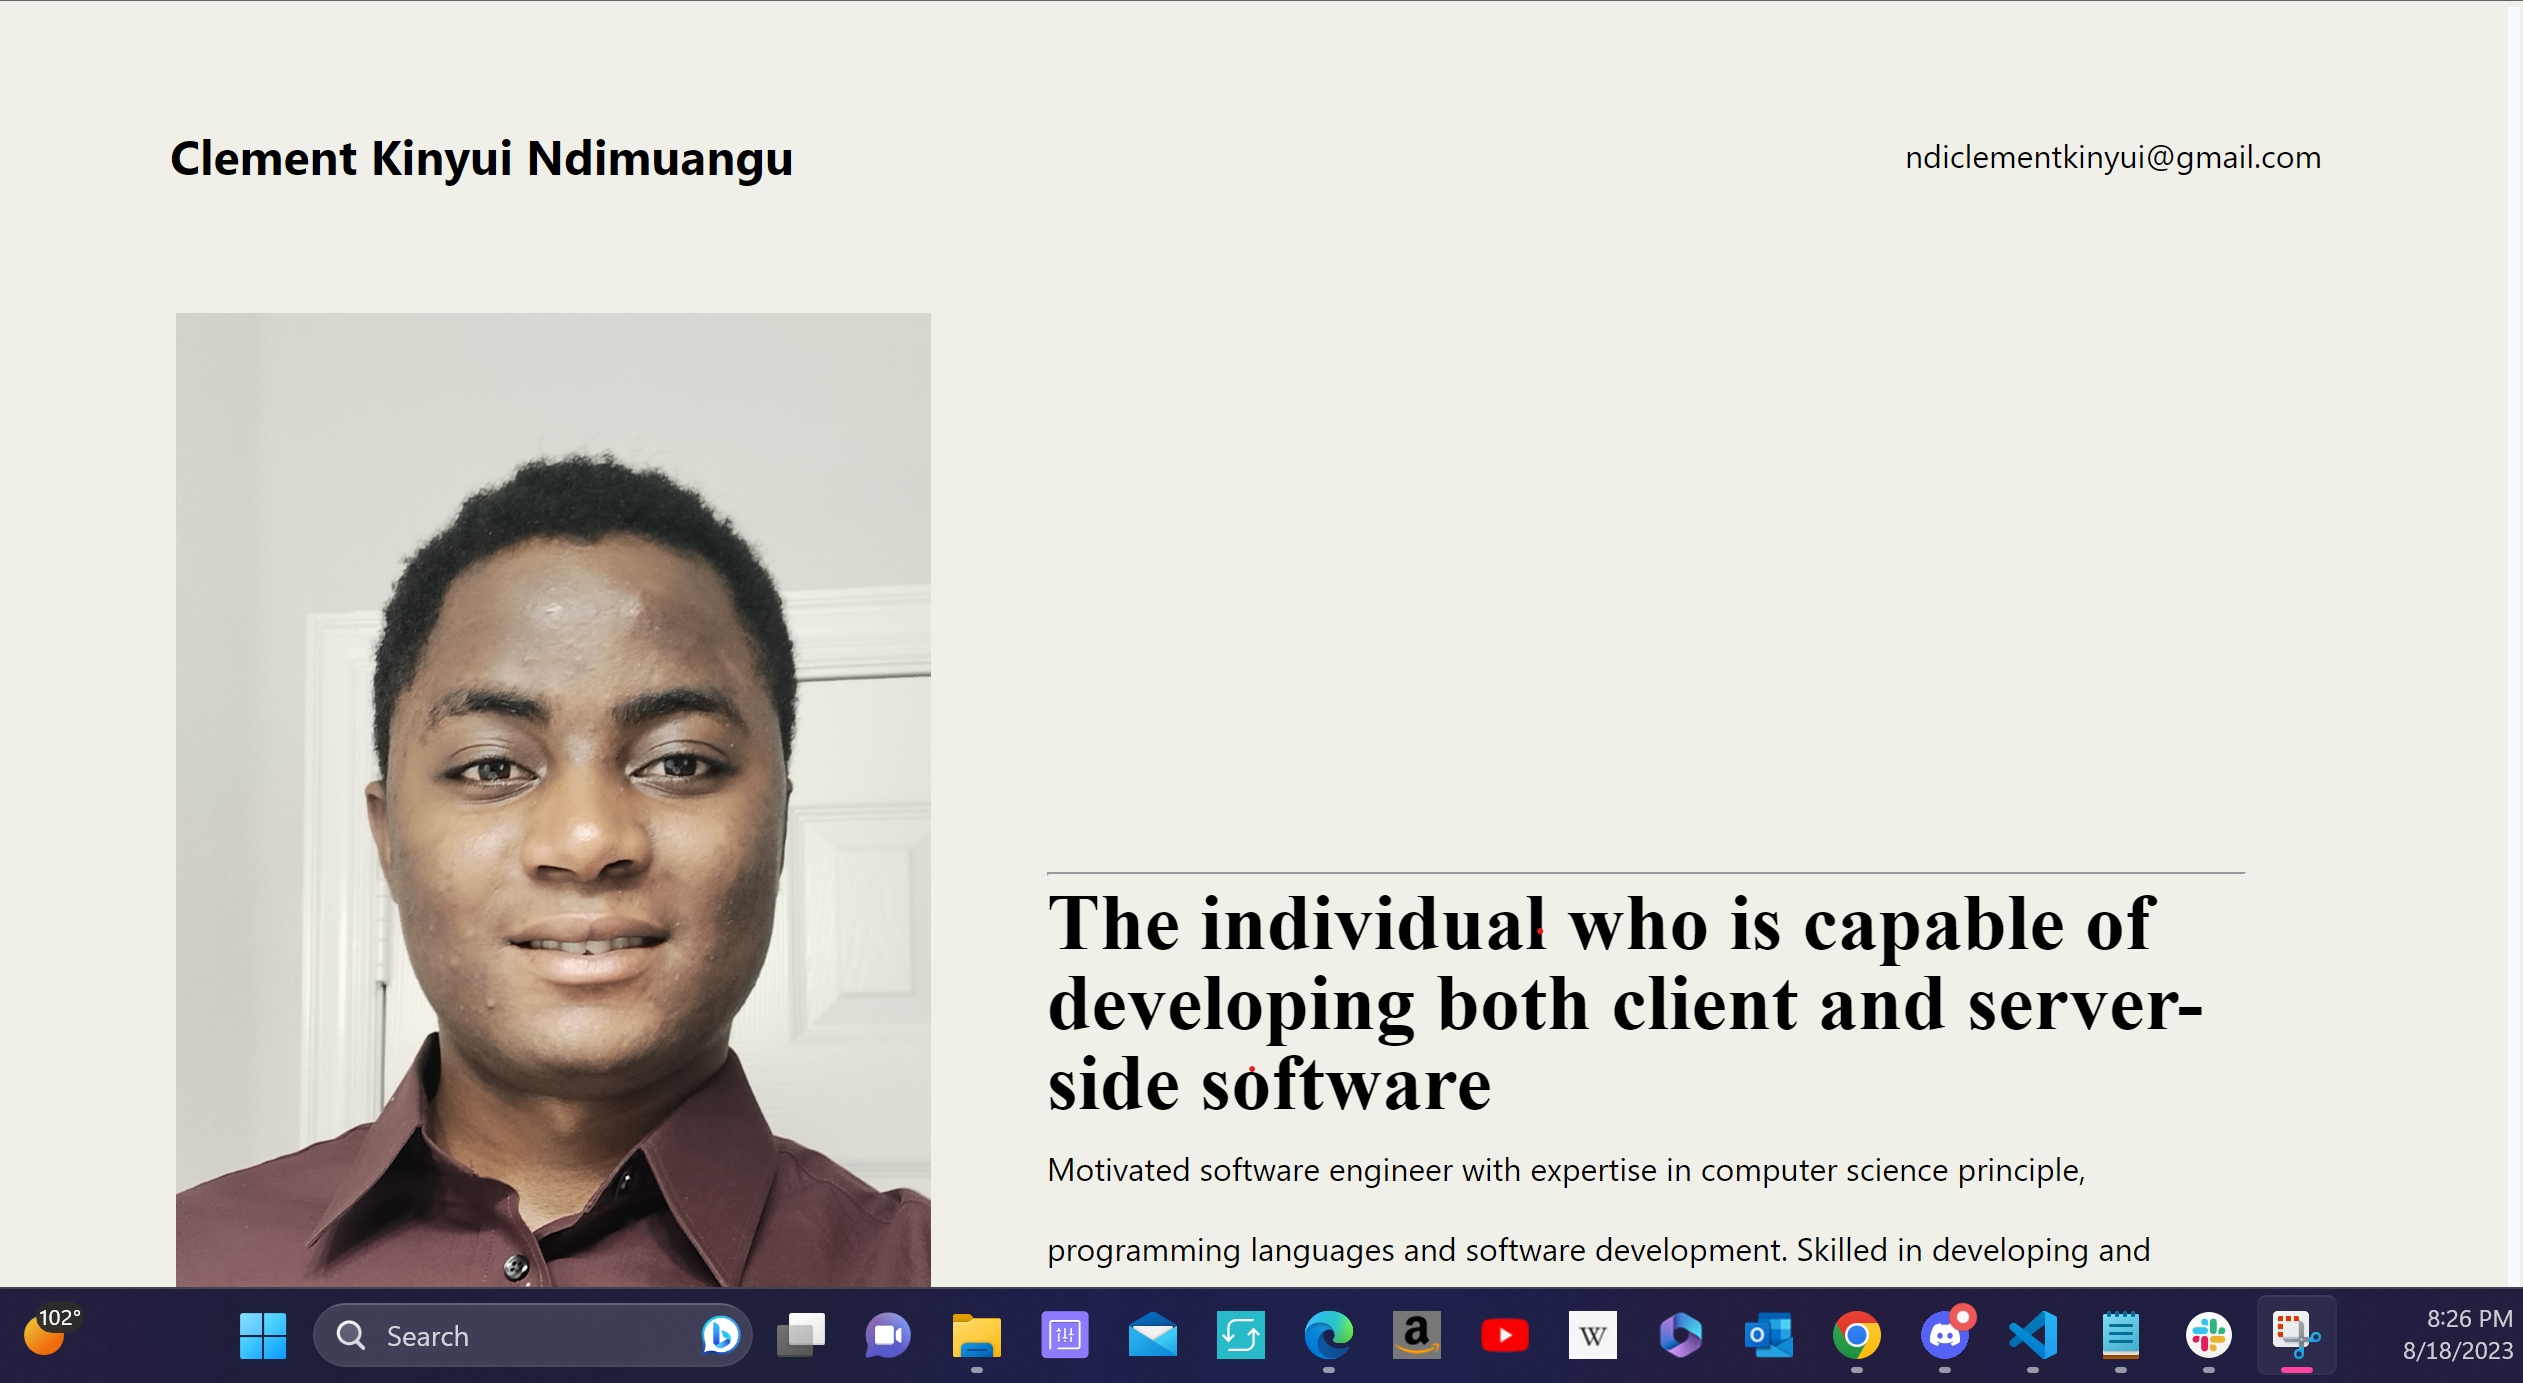 Clement Kinyui Ndimuangu
ndiclementkinyui@gmail.com
The individual who is capable of
developing both client and server-
side software
Motivated software engineer with expertise in computer science principle,
programming languages and software development. Skilled in developing and
102°
Search
a
W
8:26 PM
8/18/2023